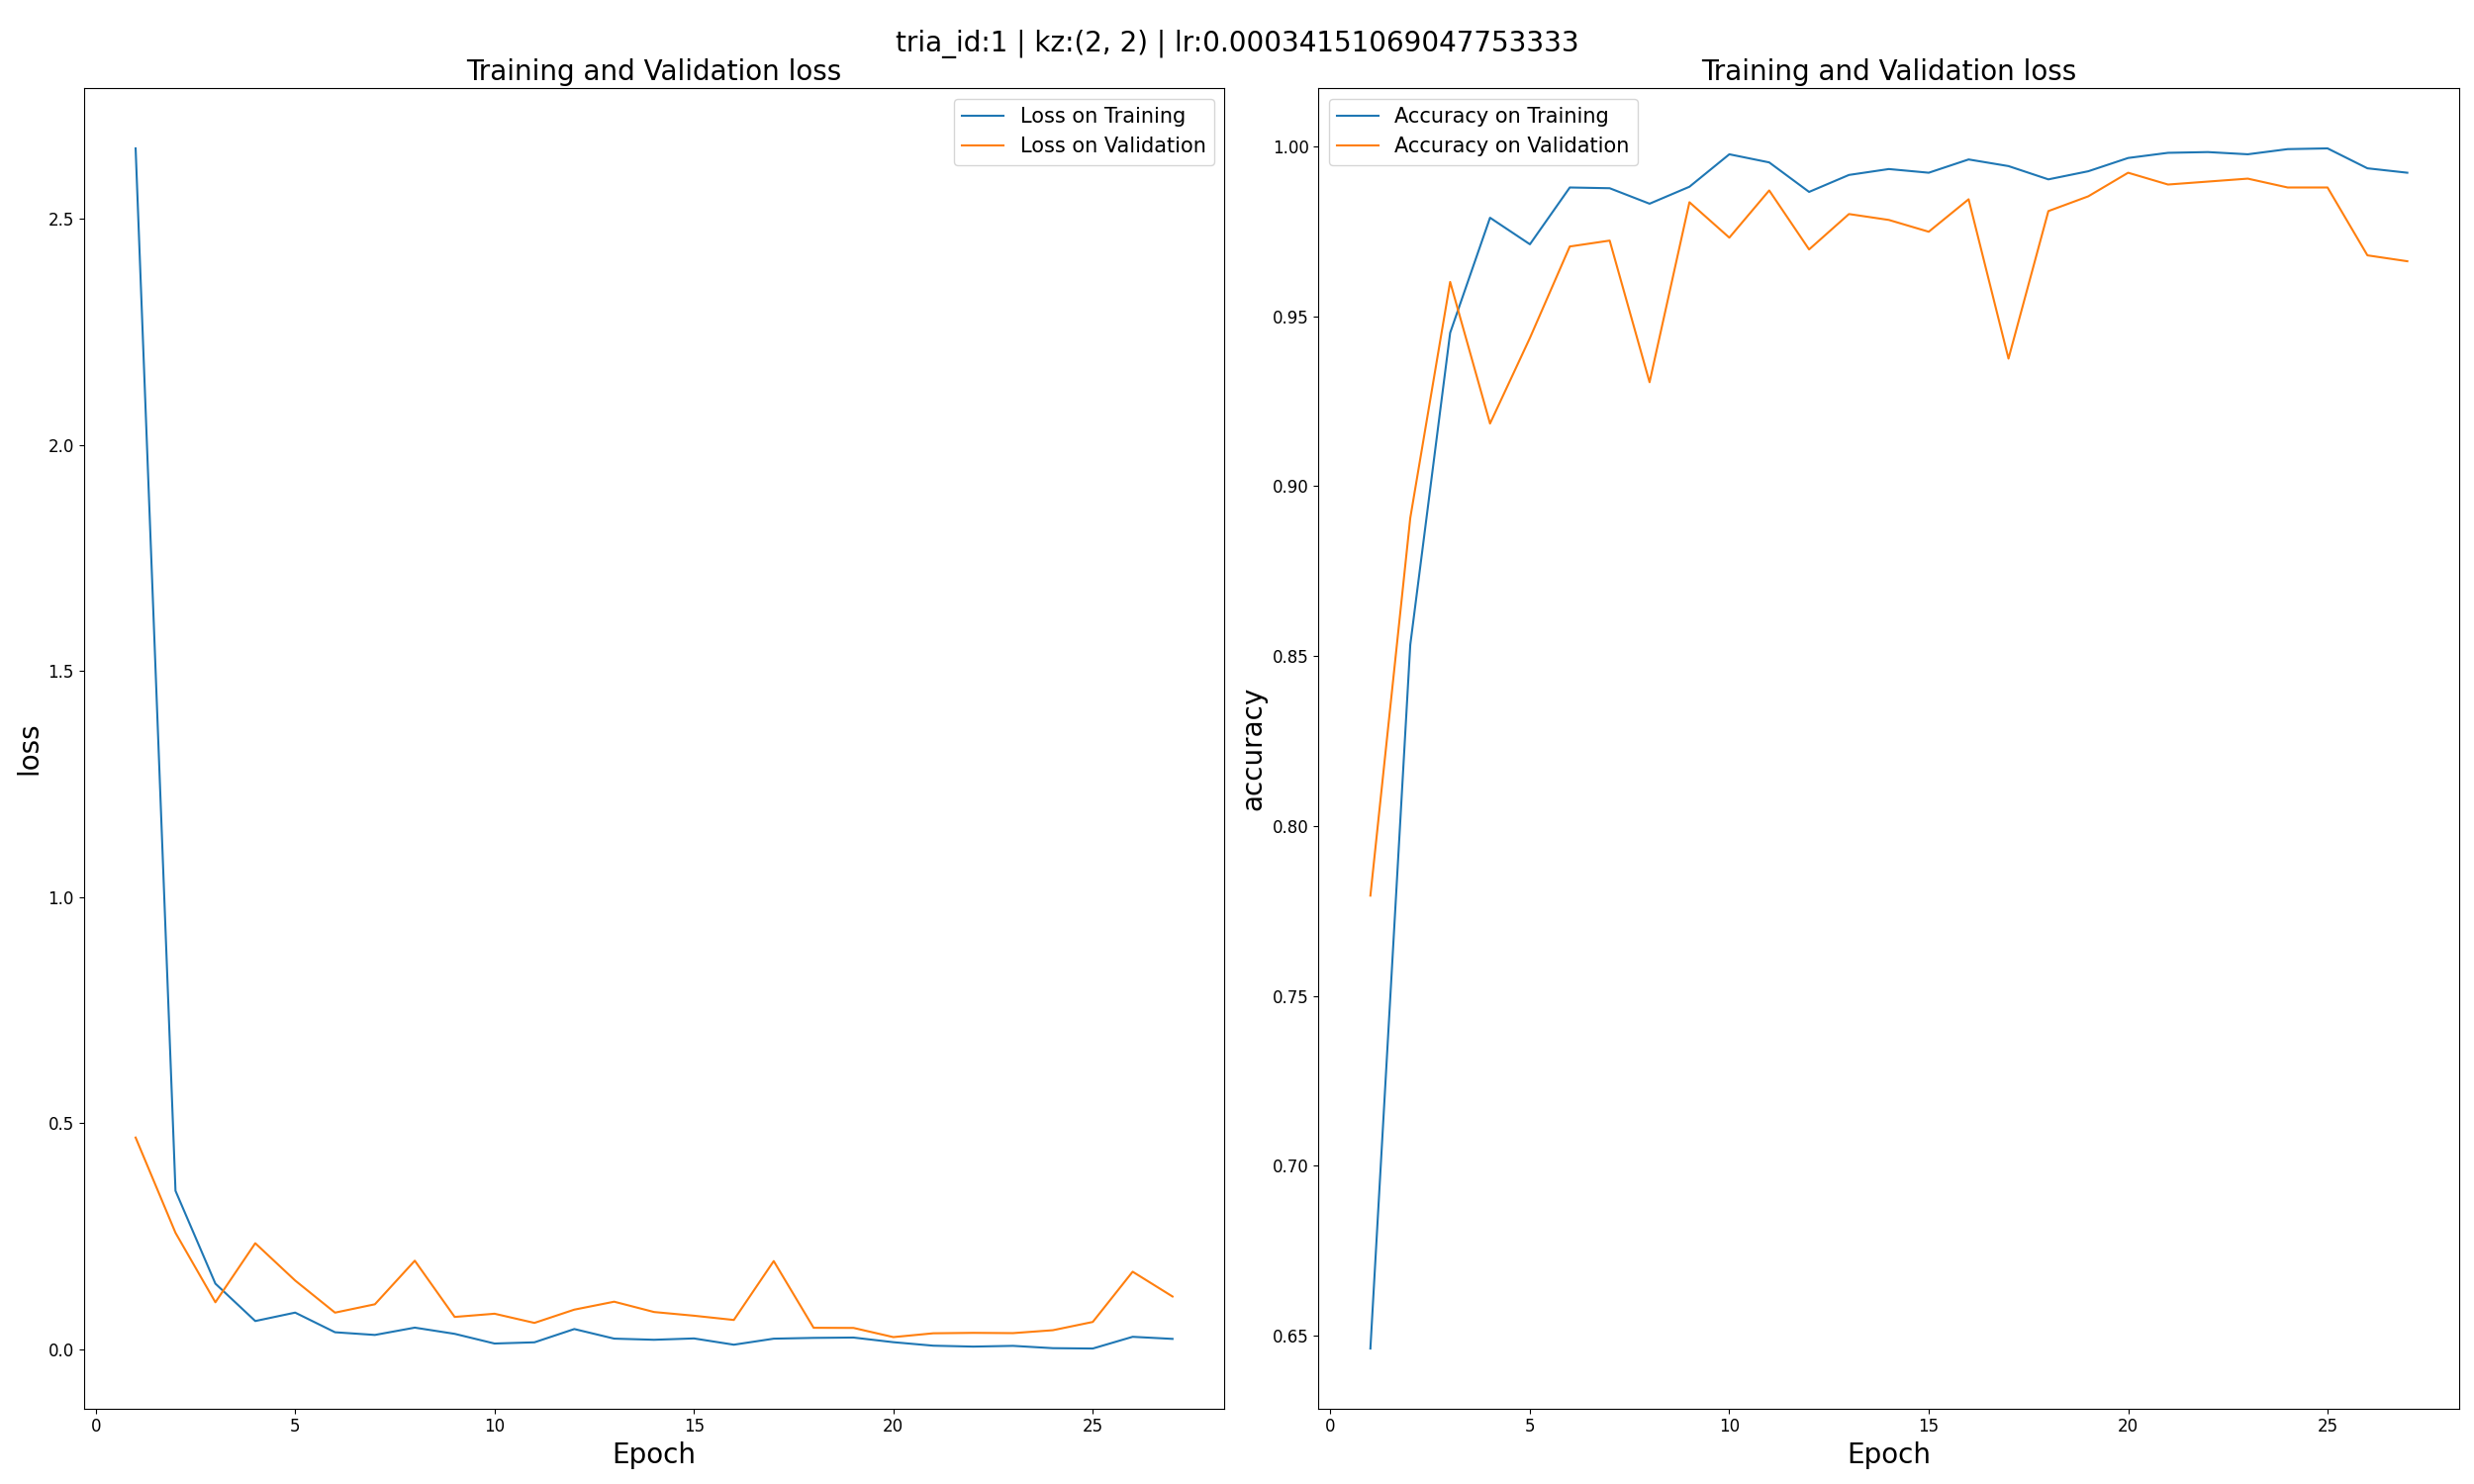 tria_id:1 | kz:(2, 2) | lr:0.00034151069047753333
Training and Validation loss
Loss on Training
Loss on Validation
2.5
2.0
1.5
1.0
0.5
0.0
loss
0
5
10
15
20
25
Epoch
Training and Validation loss
Accuracy on Training
Accuracy on Validation
1.00
0.95
0.90
0.85
0.80
0.75
0.70
0.65
accuracy
0
5
10
15
20
25
Epoch